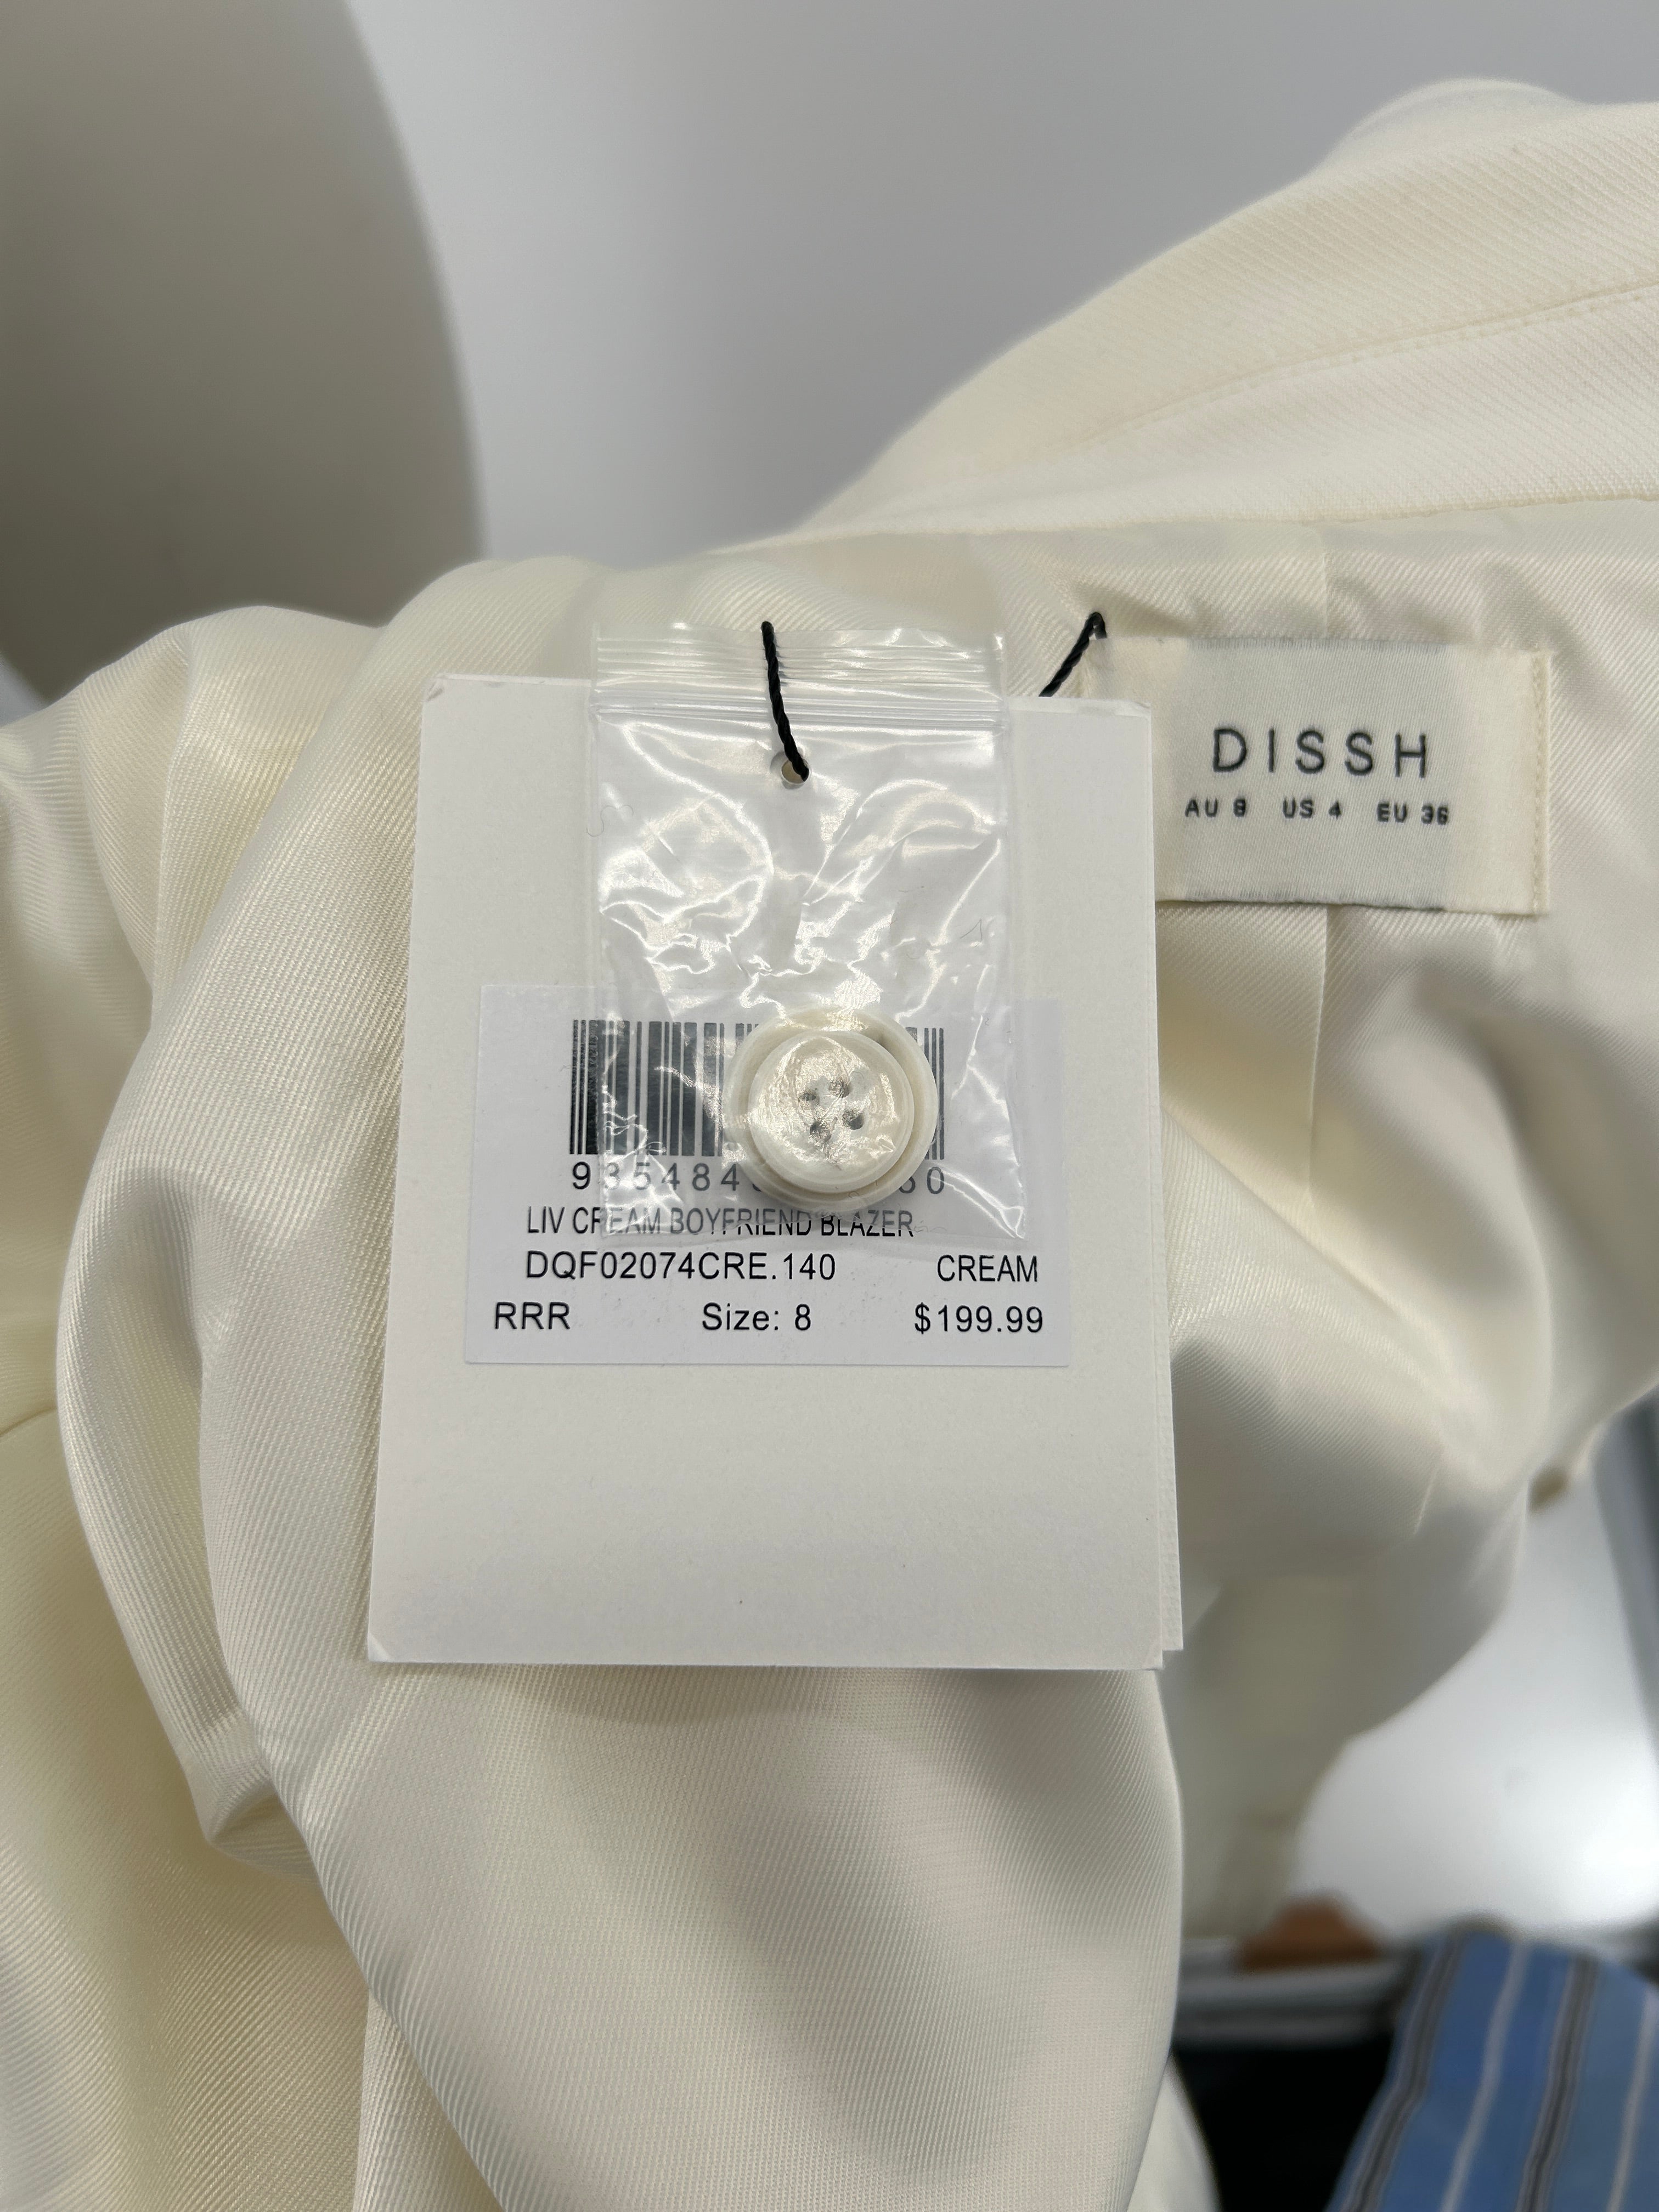 DISSH
AU 8 US 4 EU 36
LIV CREAM BOYFRIEND BLAZER
DQF02074CRE.140 CREAM
RRR Size: 8 $199.99